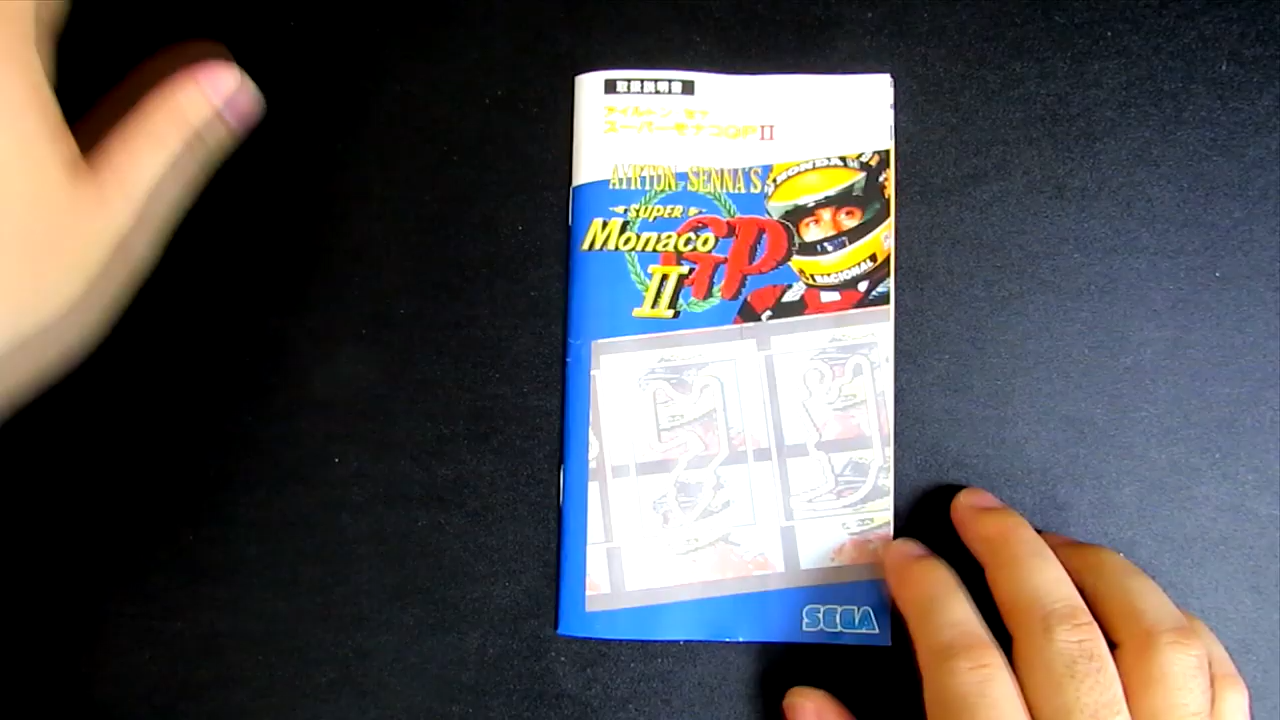 取扱説明書
アイルトン・セナ
スーパーモナコGPII
AYRTON SENNA'S
SUPER
Monaco GP
II
HONDA
NACIONAL
SEGA